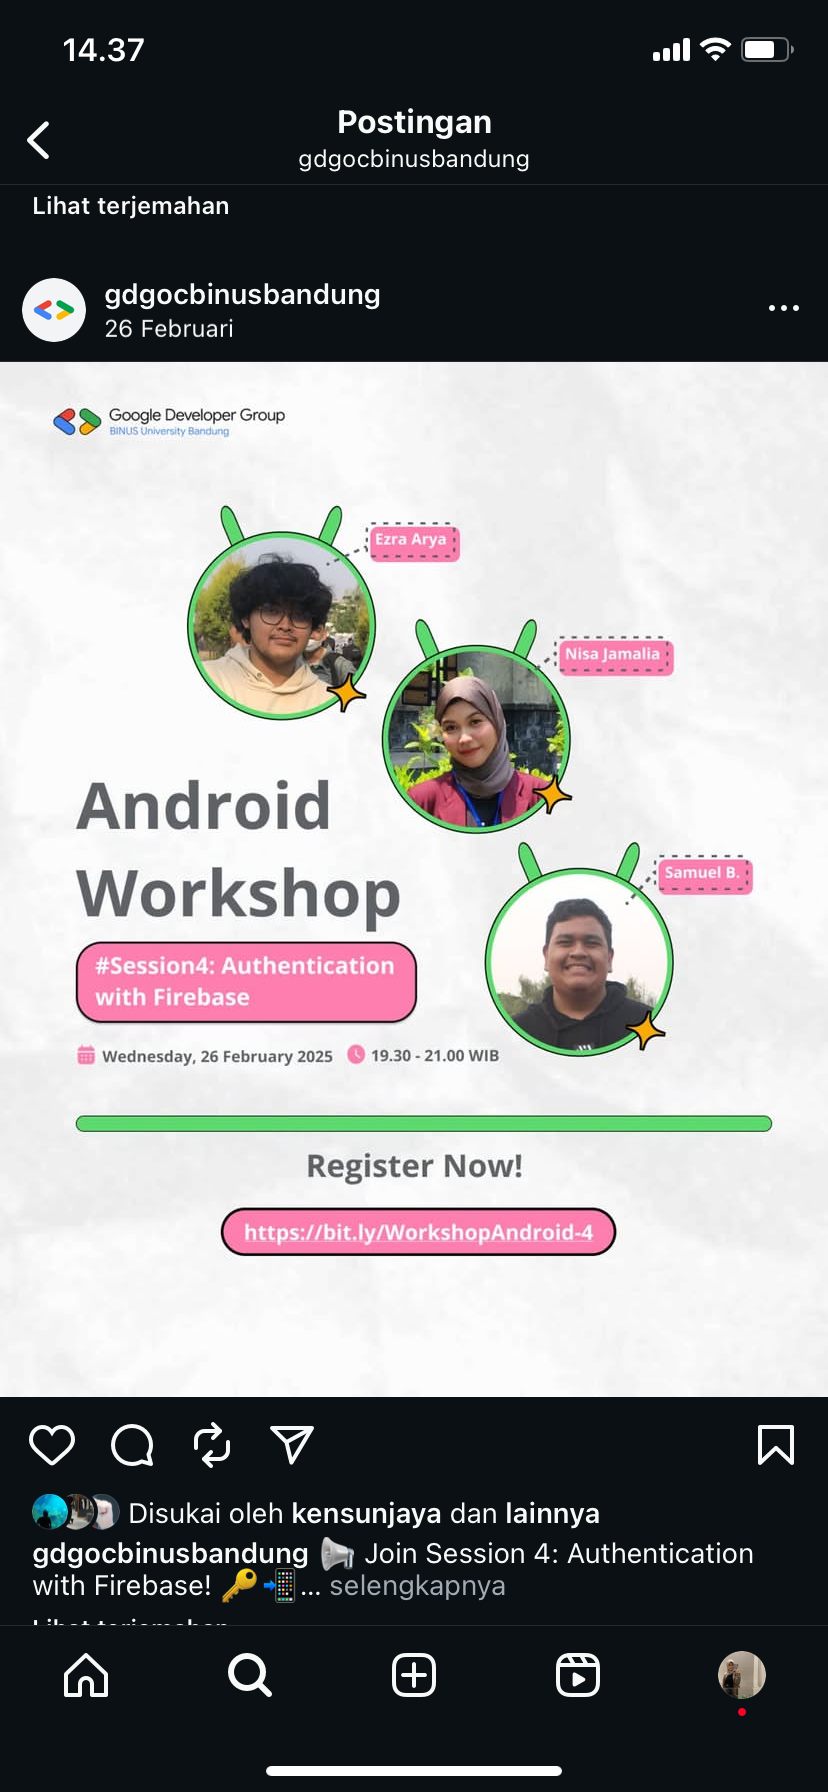 14.37
Postingan
gdgocbinusbandung
Lihat terjemahan
gdgocbinusbandung
26 Februari
Google Developer Group
BINUS University Bandung
Ezra Arya
Nisa Jamalia
Samuel B.
Android
Workshop
#Session4: Authentication
with Firebase
Wednesday, 26 February 2025 19.30 - 21.00 WIB
Register Now!
https://bit.ly/WorkshopAndroid-4
Disukai oleh kensunjaya dan lainnya
gdgocbinusbandung 📢 Join Session 4: Authentication
with Firebase! 🔑📲... selengkapnya
Lihat terjemahan